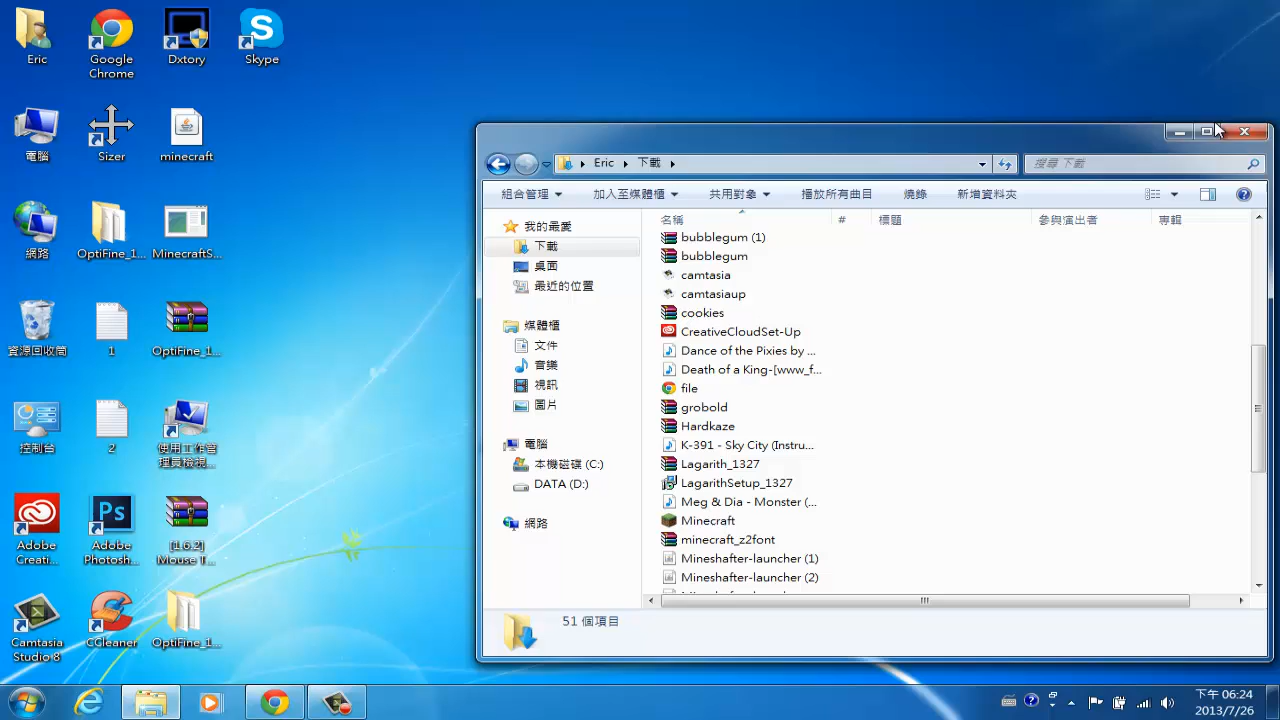 Eric
Google
Chrome
Dxtory
Skype
電腦
Sizer
minecraft
網路
OptiFine_1...
MinecraftS...
資源回收筒
1
OptiFine_1...
控制台
2
使用工作管
理員檢視...
Adobe
Creati...
Adobe
Photosh...
[1.6.2]
Mouse T...
Camtasia
Studio 8
CCleaner
OptiFine_1...
Eric
下載
搜尋 下載
組合管理
加入至媒體櫃
共用對象
播放所有曲目
燒錄
新增資料夾
我的最愛
下載
桌面
最近的位置
媒體櫃
文件
音樂
視訊
圖片
電腦
本機磁碟 (C:)
DATA (D:)
網路
名稱
#
標題
參與演出者
專輯
bubblegum (1)
bubblegum
camtasia
camtasiaup
cookies
CreativeCloudSet-Up
Dance of the Pixies by ...
Death of a King-[www_f...
file
grobold
Hardkaze
K-391 - Sky City (Instru...
Lagarith_1327
LagarithSetup_1327
Meg & Dia - Monster (...
Minecraft
minecraft_z2font
Mineshafter-launcher (1)
Mineshafter-launcher (2)
51 個項目
下午 06:24
2013/7/26